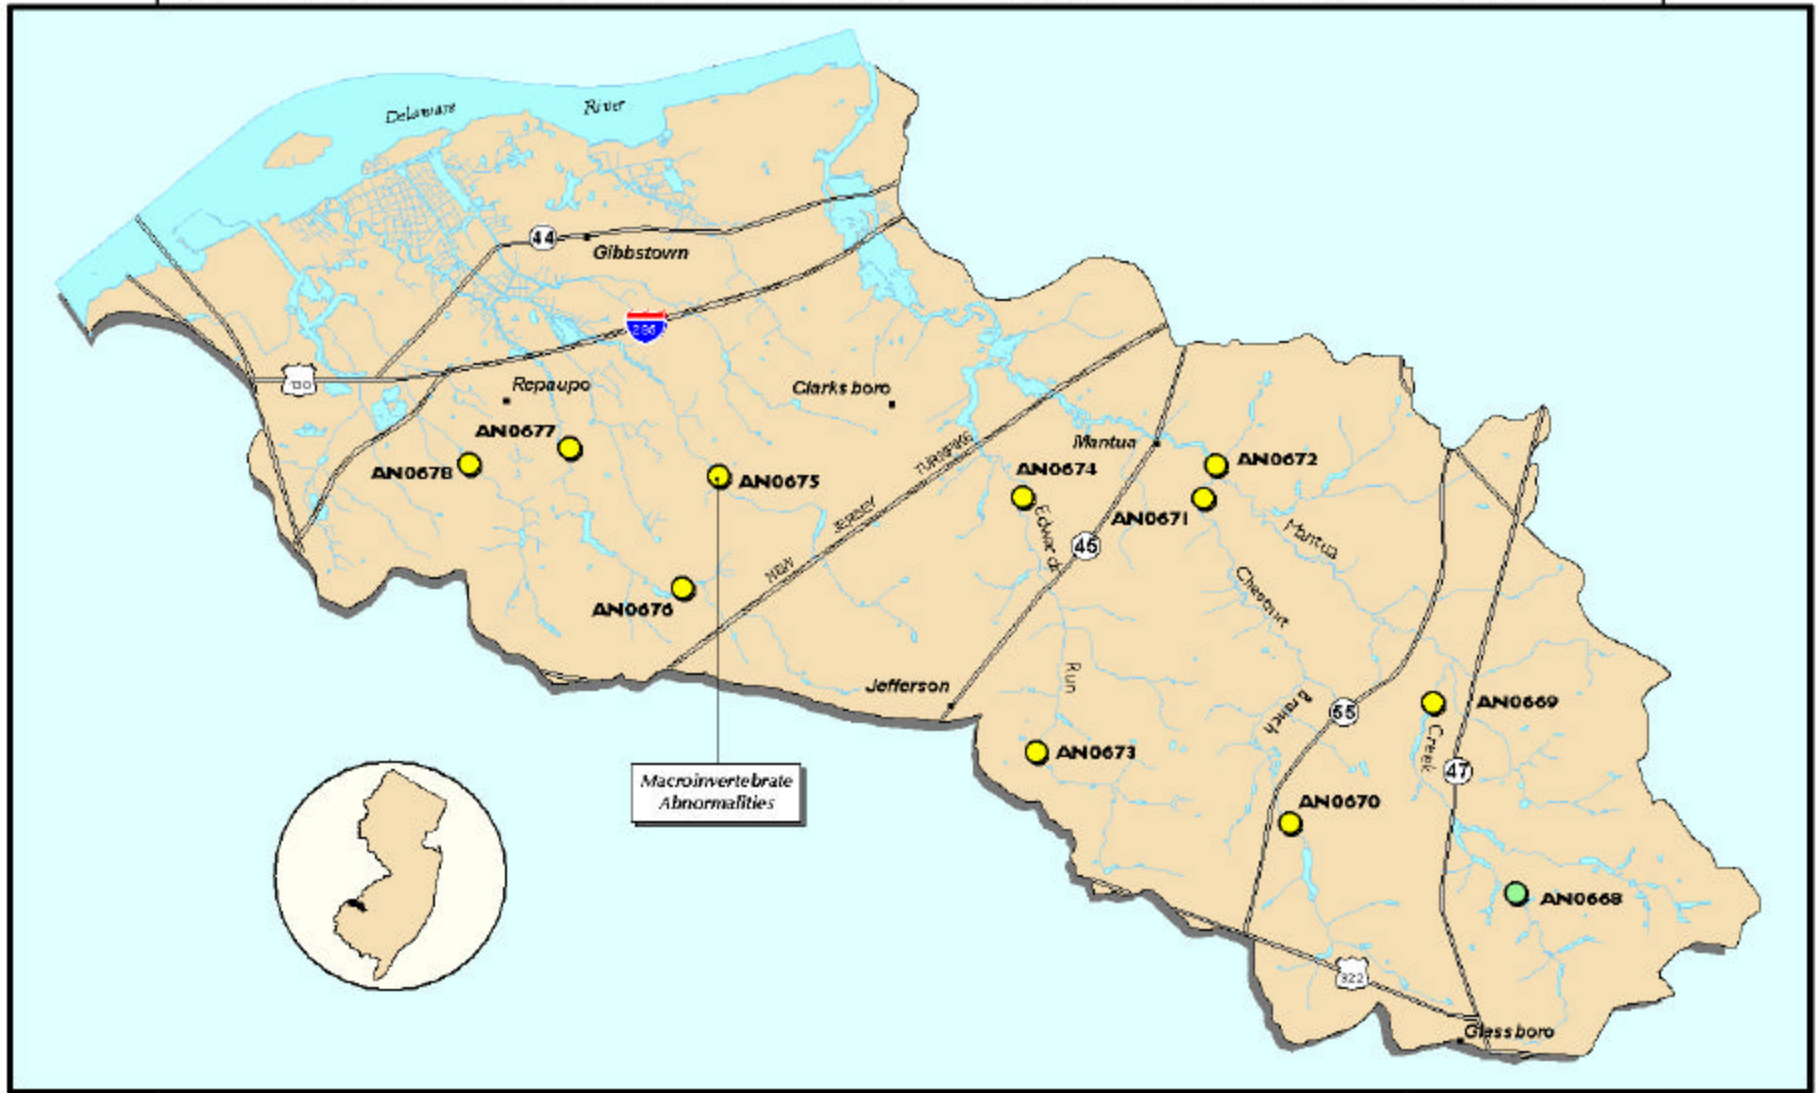 Delaware River
44
Gibbstown
295
130
Repaupo
Clarksboro
AN0677
AN0678
AN0675
AN0676
NEW JERSEY TURNPIKE
Mantua
AN0672
AN0674
AN0671
Edwards Run
45
Mantua Creek
Chestnut Branch
Jefferson
55
AN0669
47
AN0673
AN0670
AN0668
Macroinvertebrate
Abnormalities
322
Glassboro